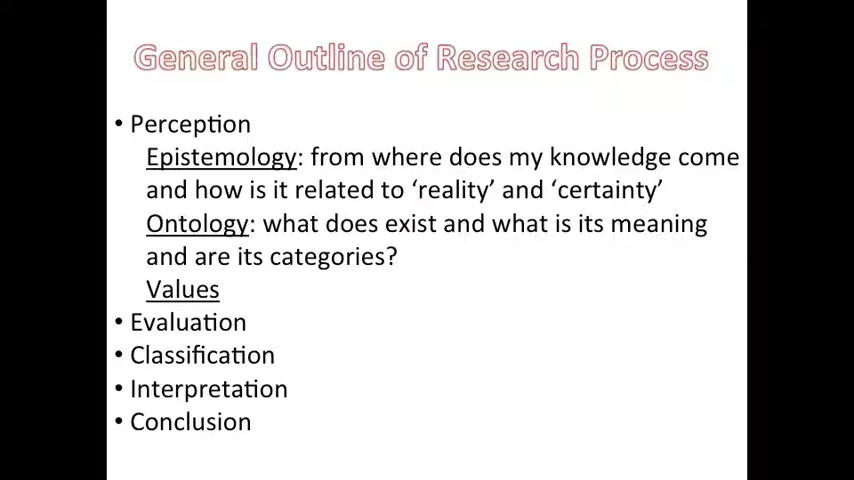 General Outline of Research Process
• Perception
Epistemology: from where does my knowledge come
and how is it related to ‘reality’ and ‘certainty’
Ontology: what does exist and what is its meaning
and are its categories?
Values
• Evaluation
• Classification
• Interpretation
• Conclusion